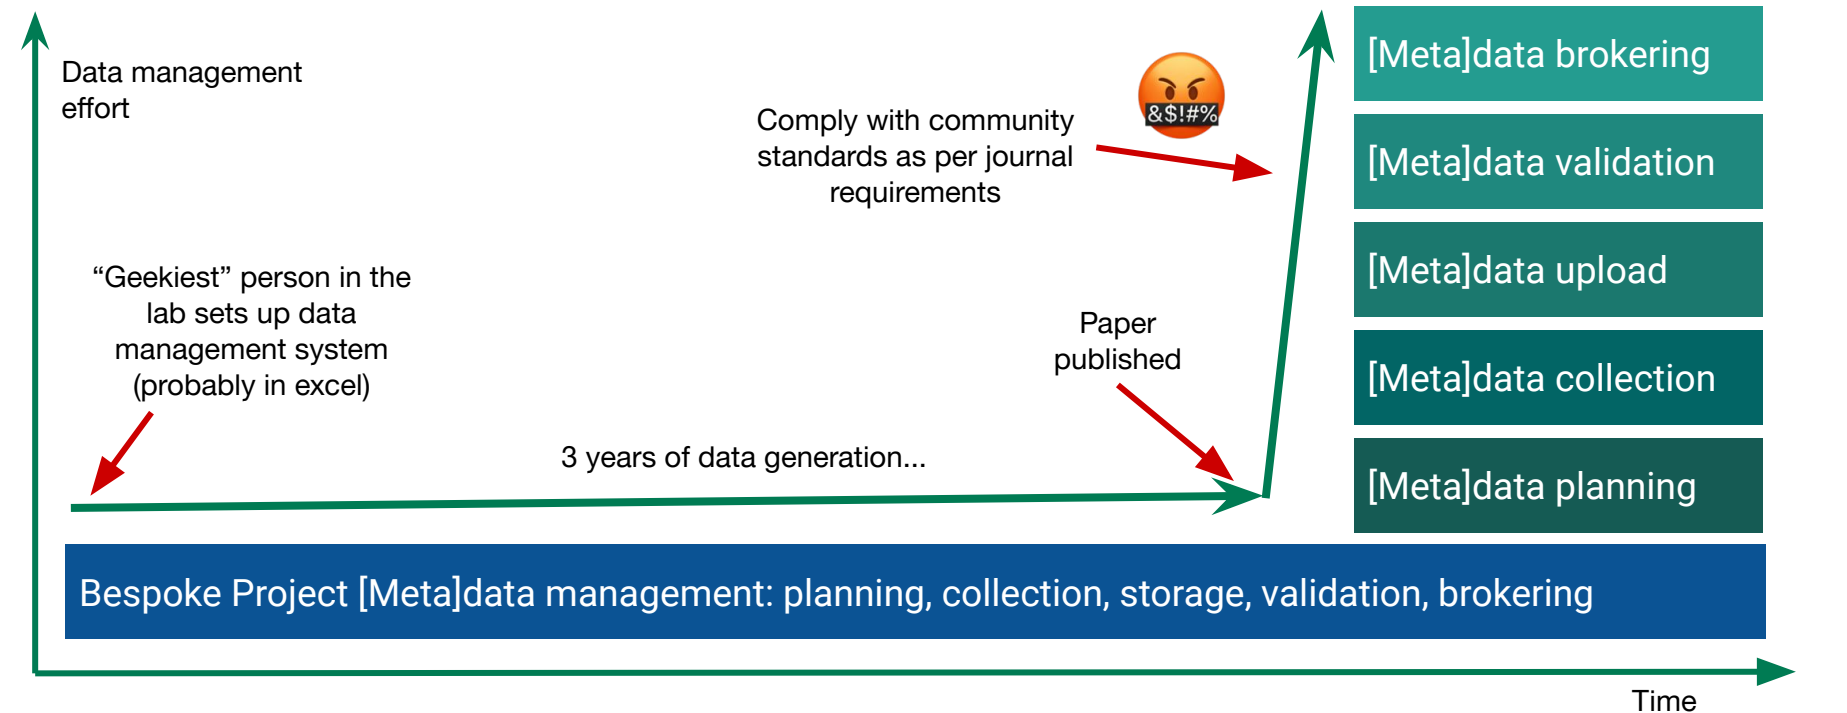 Data management
effort
“Geekiest” person in the
lab sets up data
management system
(probably in excel)
3 years of data generation...
Comply with community
standards as per journal
requirements
&$!#%
Paper
published
[Meta]data brokering
[Meta]data validation
[Meta]data upload
[Meta]data collection
[Meta]data planning
Bespoke Project [Meta]data management: planning, collection, storage, validation, brokering
Time